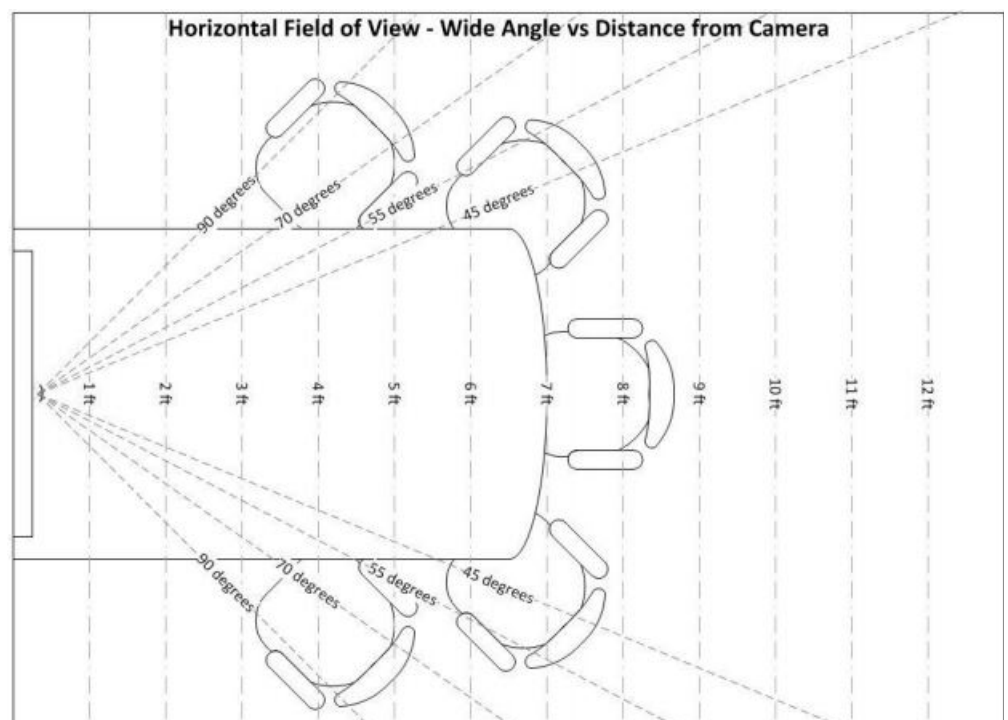 Horizontal Field of View - Wide Angle vs Distance from Camera
90 degrees
70 degrees
55 degrees
45 degrees
1 ft
2 ft
3 ft
4 ft
5 ft
6 ft
7 ft
8 ft
9 ft
10 ft
11 ft
12 ft
90 degrees
70 degrees
55 degrees
45 degrees